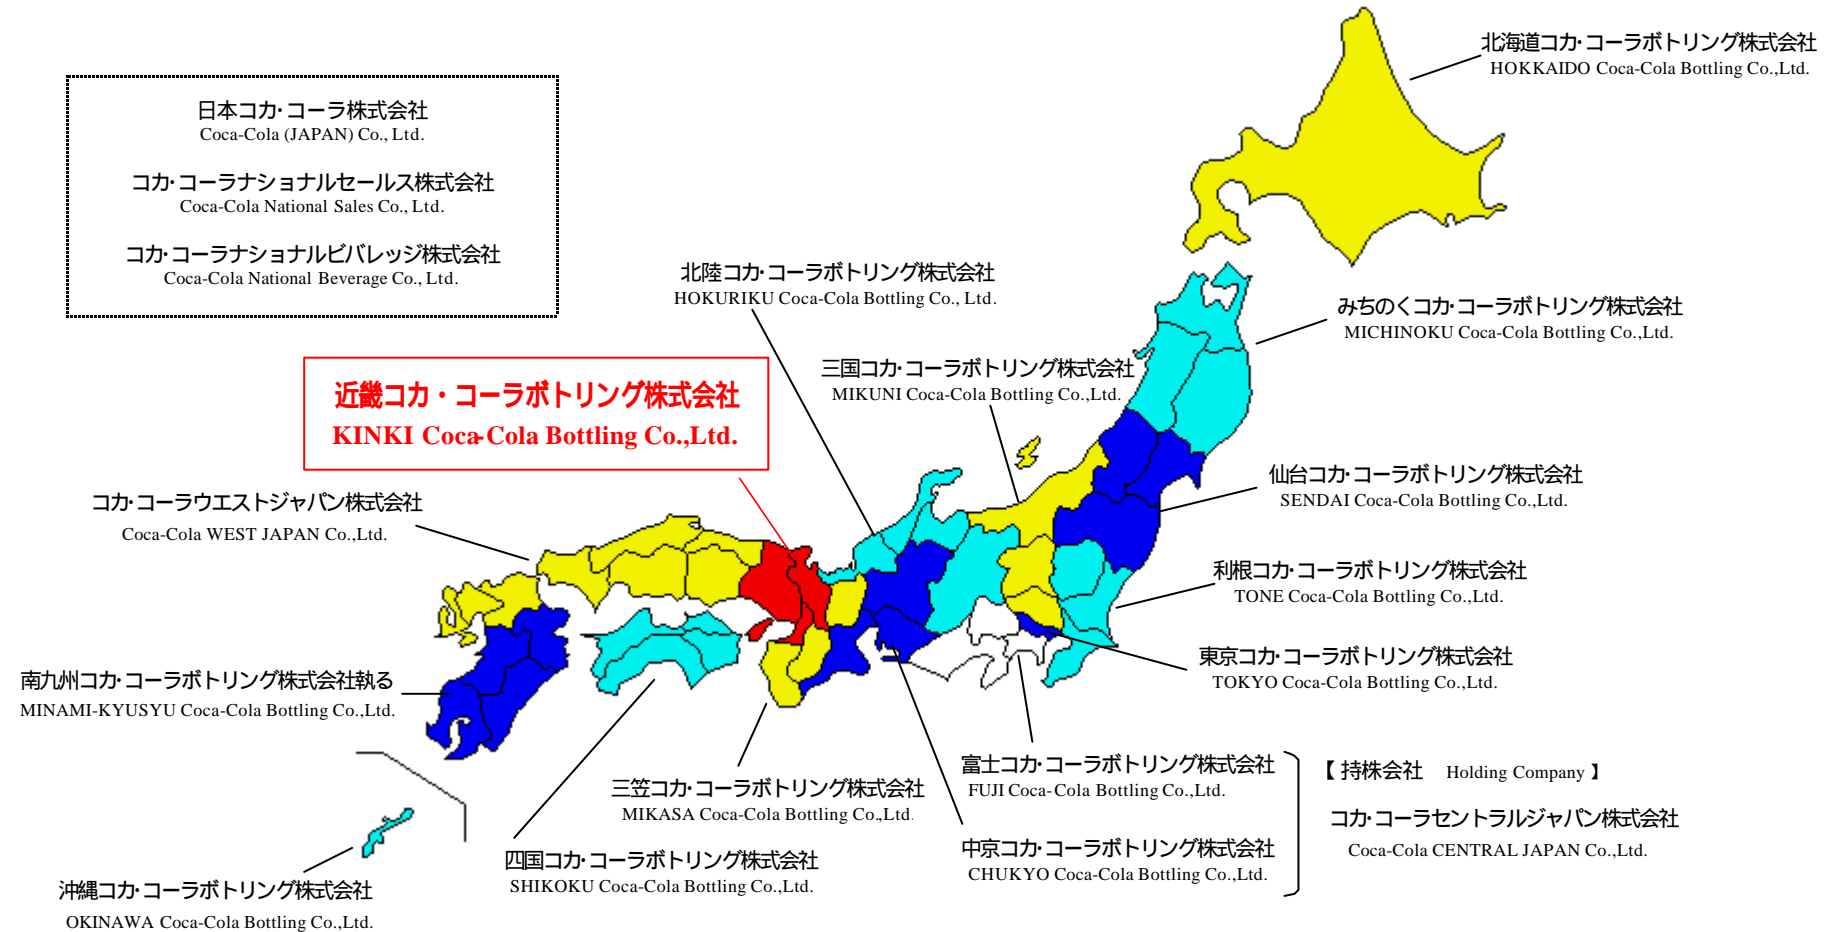 北海道コカ・コーラボトリング株式会社
HOKKAIDO Coca-Cola Bottling Co.,Ltd.
日本コカ・コーラ株式会社
Coca-Cola (JAPAN) Co., Ltd.
コカ・コーラナショナルセールス株式会社
Coca-Cola National Sales Co., Ltd.
コカ・コーラナショナルビバレッジ株式会社
Coca-Cola National Beverage Co., Ltd.
北陸コカ・コーラボトリング株式会社
HOKURIKU Coca-Cola Bottling Co., Ltd.
みちのくコカ・コーラボトリング株式会社
MICHINOKU Coca-Cola Bottling Co.,Ltd.
三国コカ・コーラボトリング株式会社
MIKUNI Coca-Cola Bottling Co.,Ltd.
近畿コカ・コーラボトリング株式会社
KINKI Coca-Cola Bottling Co.,Ltd.
仙台コカ・コーラボトリング株式会社
SENDAI Coca-Cola Bottling Co.,Ltd.
コカ・コーラウエストジャパン株式会社
Coca-Cola WEST JAPAN Co.,Ltd.
利根コカ・コーラボトリング株式会社
TONE Coca-Cola Bottling Co.,Ltd.
東京コカ・コーラボトリング株式会社
TOKYO Coca-Cola Bottling Co.,Ltd.
南九州コカ・コーラボトリング株式会社執る
MINAMI-KYUSYU Coca-Cola Bottling Co.,Ltd.
富士コカ・コーラボトリング株式会社
FUJI Coca-Cola Bottling Co.,Ltd.
【 持株会社 Holding Company 】
三笠コカ・コーラボトリング株式会社
MIKASA Coca-Cola Bottling Co.,Ltd.
コカ・コーラセントラルジャパン株式会社
Coca-Cola CENTRAL JAPAN Co.,Ltd.
中京コカ・コーラボトリング株式会社
CHUKYO Coca-Cola Bottling Co.,Ltd.
四国コカ・コーラボトリング株式会社
SHIKOKU Coca-Cola Bottling Co.,Ltd.
沖縄コカ・コーラボトリング株式会社
OKINAWA Coca-Cola Bottling Co.,Ltd.